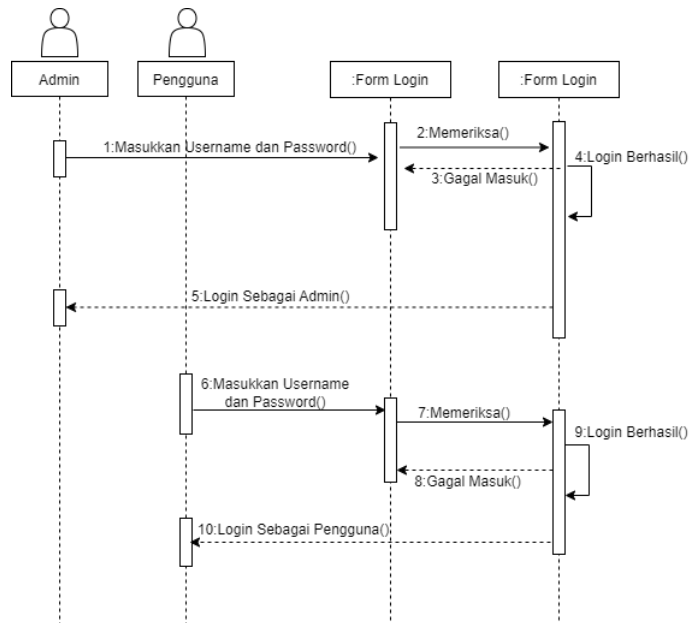 Admin
Pengguna
:Form Login
:Form Login
1:Masukkan Username dan Password()
2:Memeriksa()
3:Gagal Masuk()
4:Login Berhasil()
5:Login Sebagai Admin()
6:Masukkan Username
dan Password()
7:Memeriksa()
8:Gagal Masuk()
9:Login Berhasil()
10:Login Sebagai Pengguna()